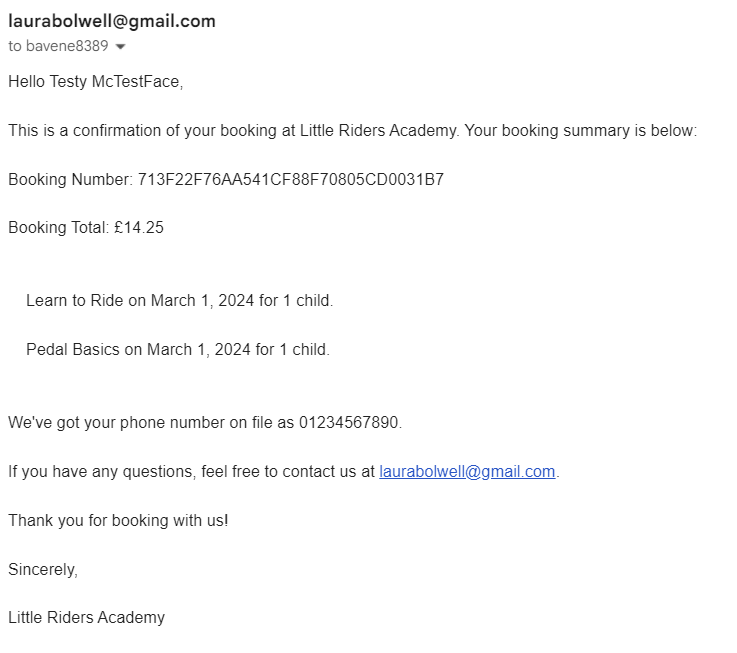 laurabolwell@gmail.com
to bavene8389
Hello Testy McTestFace,
This is a confirmation of your booking at Little Riders Academy. Your booking summary is below:
Booking Number: 713F22F76AA541CF88F70805CD0031B7
Booking Total: £14.25
Learn to Ride on March 1, 2024 for 1 child.
Pedal Basics on March 1, 2024 for 1 child.
We've got your phone number on file as 01234567890.
If you have any questions, feel free to contact us at laurabolwell@gmail.com.
Thank you for booking with us!
Sincerely,
Little Riders Academy